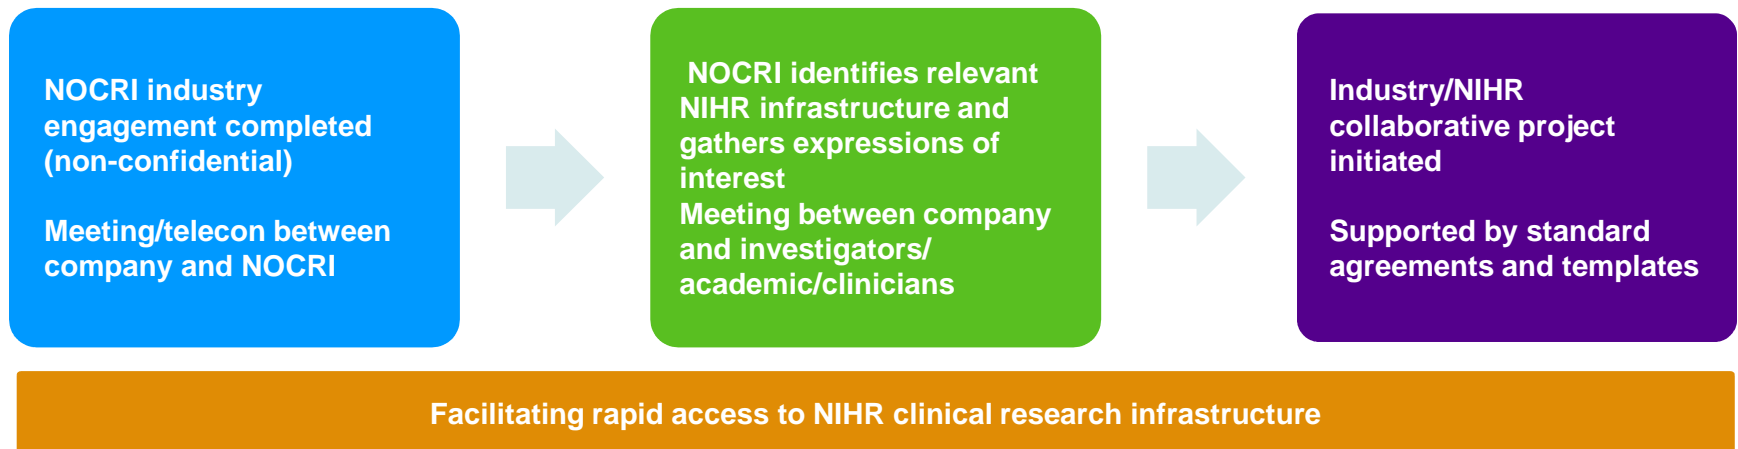 NOCRI industry
engagement completed
(non-confidential)
Meeting/telecon between
company and NOCRI
NOCRI identifies relevant
NIHR infrastructure and
gathers expressions of
interest
Meeting between company
and investigators/
academic/clinicians
Industry/NIHR
collaborative project
initiated
Supported by standard
agreements and templates
Facilitating rapid access to NIHR clinical research infrastructure